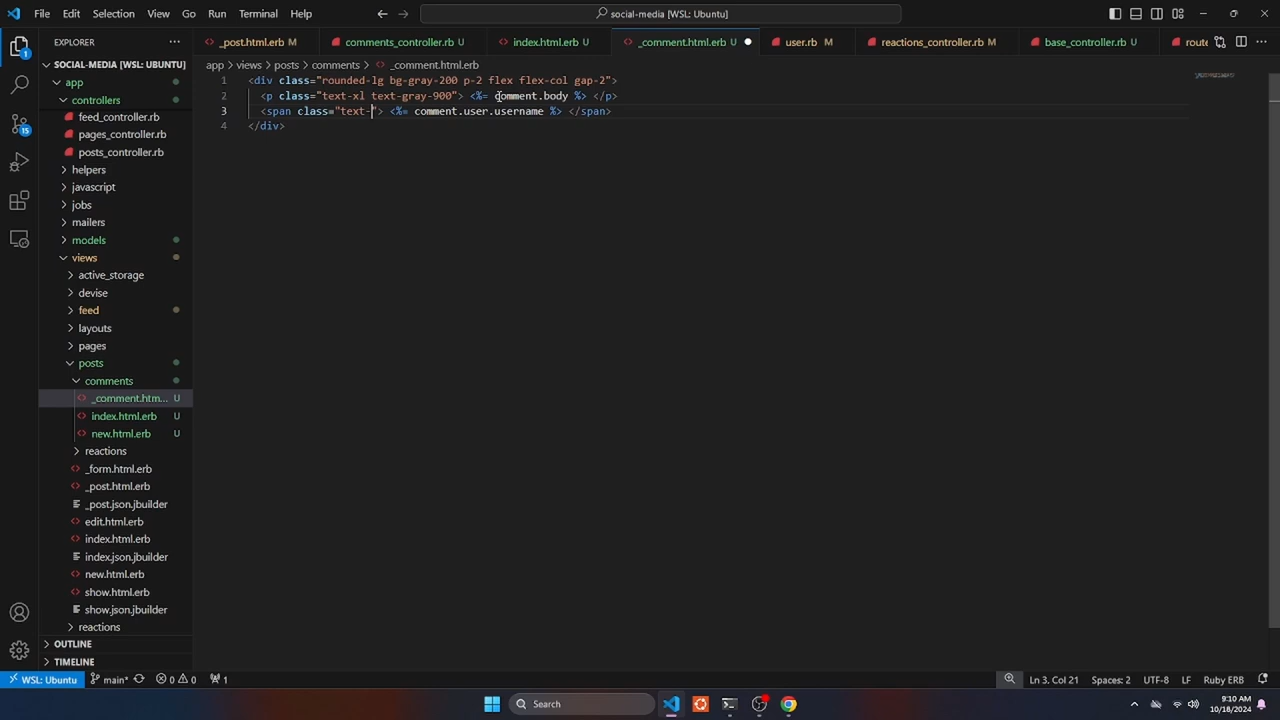 File Edit Selection View Go Run Terminal Help
social-media [WSL: Ubuntu]
EXPLORER
_post.html.erb M
comments_controller.rb U
index.html.erb U
_comment.html.erb U
user.rb M
reactions_controller.rb M
base_controller.rb U
route
SOCIAL-MEDIA [WSL: UBUNTU]
app > views > posts > comments > _comment.html.erb
app
controllers
feed_controller.rb
pages_controller.rb
posts_controller.rb
helpers
javascript
jobs
mailers
models
views
active_storage
devise
feed
layouts
pages
posts
comments
_comment.htm... U
index.html.erb U
new.html.erb U
reactions
_form.html.erb
_post.html.erb
_post.json.jbuilder
edit.html.erb
index.html.erb
index.json.jbuilder
new.html.erb
show.html.erb
show.json.jbuilder
reactions
OUTLINE
TIMELINE
1 <div class="rounded-lg bg-gray-200 p-2 flex flex-col gap-2">
2 <p class="text-xl text-gray-900"> <%= comment.body %> </p>
3 <span class="text-"> <%= comment.user.username %> </span>
4 </div>
15
1
WSL: Ubuntu main* 0 0 1
Ln 3, Col 21 Spaces: 2 UTF-8 LF Ruby ERB
Search
9:10 AM
10/18/2024